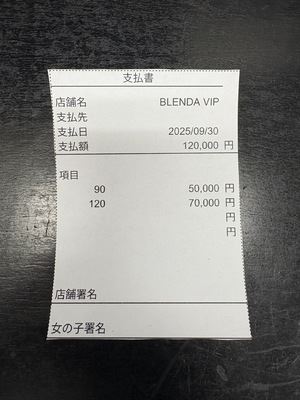 支払書
店舗名 BLENDA VIP
支払先
支払日 2025/09/30
支払額 120,000 円
項目
90 50,000 円
120 70,000 円
円
円
店舗署名
女の子署名